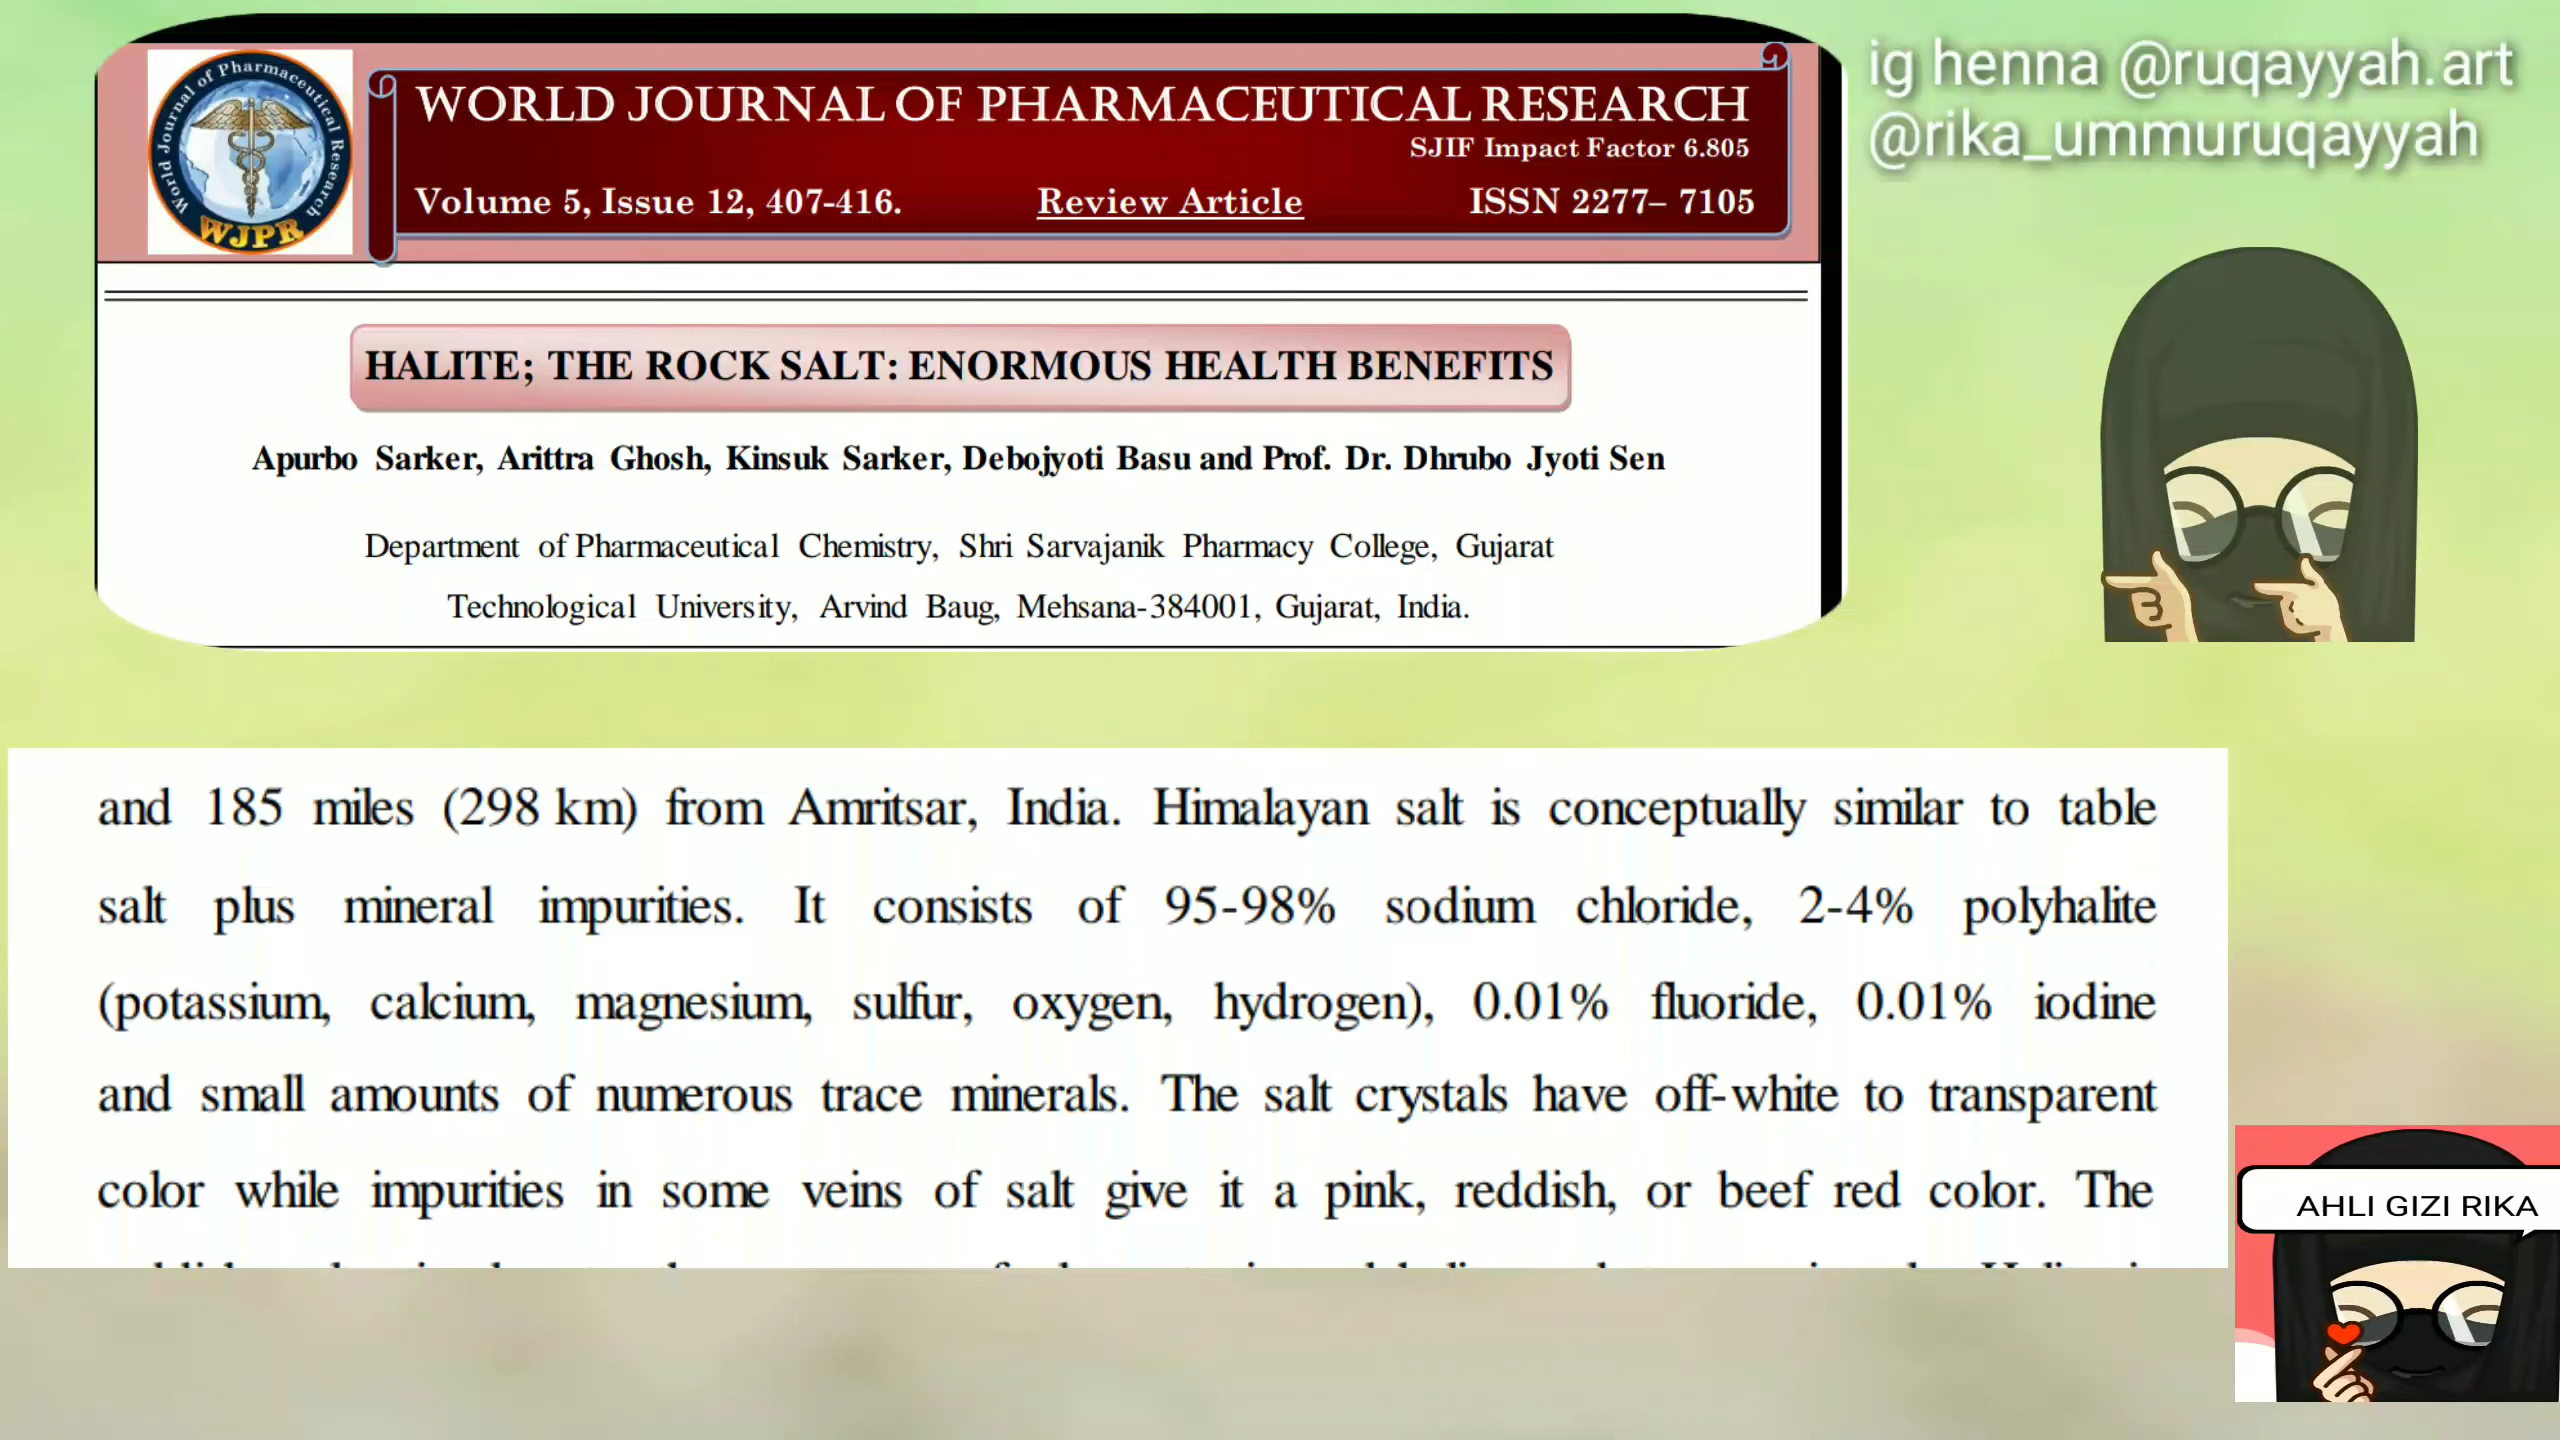 World Journal of Pharmaceutical Research
WJPR
WORLD JOURNAL OF PHARMACEUTICAL RESEARCH
SJIF Impact Factor 6.805
Volume 5, Issue 12, 407-416. Review Article ISSN 2277– 7105
HALITE; THE ROCK SALT: ENORMOUS HEALTH BENEFITS
Apurbo Sarker, Arittra Ghosh, Kinsuk Sarker, Debojyoti Basu and Prof. Dr. Dhrubo Jyoti Sen
Department of Pharmaceutical Chemistry, Shri Sarvajanik Pharmacy College, Gujarat
Technological University, Arvind Baug, Mehsana-384001, Gujarat, India.
ig henna @ruqayyah.art
@rika_ummuruqayyah
and 185 miles (298 km) from Amritsar, India. Himalayan salt is conceptually similar to table
salt plus mineral impurities. It consists of 95-98% sodium chloride, 2-4% polyhalite
(potassium, calcium, magnesium, sulfur, oxygen, hydrogen), 0.01% fluoride, 0.01% iodine
and small amounts of numerous trace minerals. The salt crystals have off-white to transparent
color while impurities in some veins of salt give it a pink, reddish, or beef red color. The
AHLI GIZI RIKA